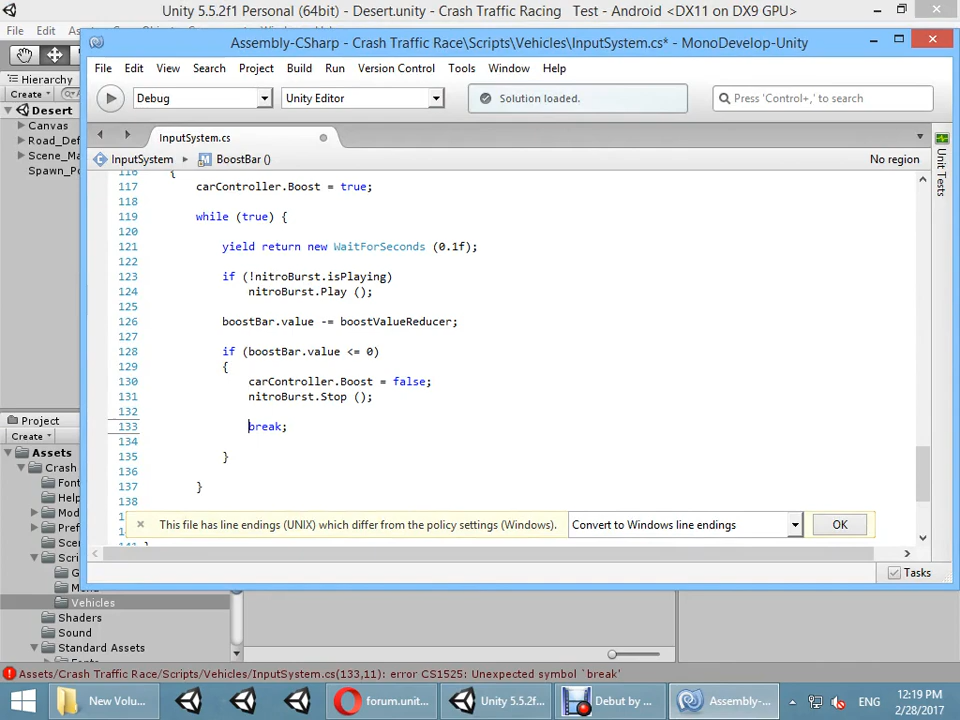 Unity 5.5.2f1 Personal (64bit) - Desert.unity - Crash Traffic Racing   Test - Android <DX11 on DX9 GPU>
File Edit As
Assembly-CSharp - Crash Traffic Race\Scripts\Vehicles\InputSystem.cs* - MonoDevelop-Unity
File Edit View Search Project Build Run Version Control Tools Window Help
Hierarchy
Create
Debug
Unity Editor
Solution loaded.
Press 'Control+,' to search
Desert
Canvas
Road_Def
Scene_Ma
Spawn_Po
InputSystem.cs
InputSystem BoostBar ()
No region
Unit Tests
116 {
117 carController.Boost = true;
118
119 while (true) {
120
121 yield return new WaitForSeconds (0.1f);
122
123 if (!nitroBurst.isPlaying)
124 nitroBurst.Play ();
125
126 boostBar.value -= boostValueReducer;
127
128 if (boostBar.value <= 0)
129 {
130 carController.Boost = false;
131 nitroBurst.Stop ();
132
133 break;
134
135 }
136
137 }
138
This file has line endings (UNIX) which differ from the policy settings (Windows).
Convert to Windows line endings
OK
Tasks
Project
Create
Assets
Crash
Font
Help
Mod
Pref
Scen
Scri
G
M
Vehicles
Shaders
Sound
Standard Assets
Fonts
Assets/Crash Traffic Race/Scripts/Vehicles/InputSystem.cs(133,11): error CS1525: Unexpected symbol `break'
New Volu...
forum.unit...
Unity 5.5.2f...
Debut by ...
Assembly-...
ENG
12:19 PM
2/28/2017